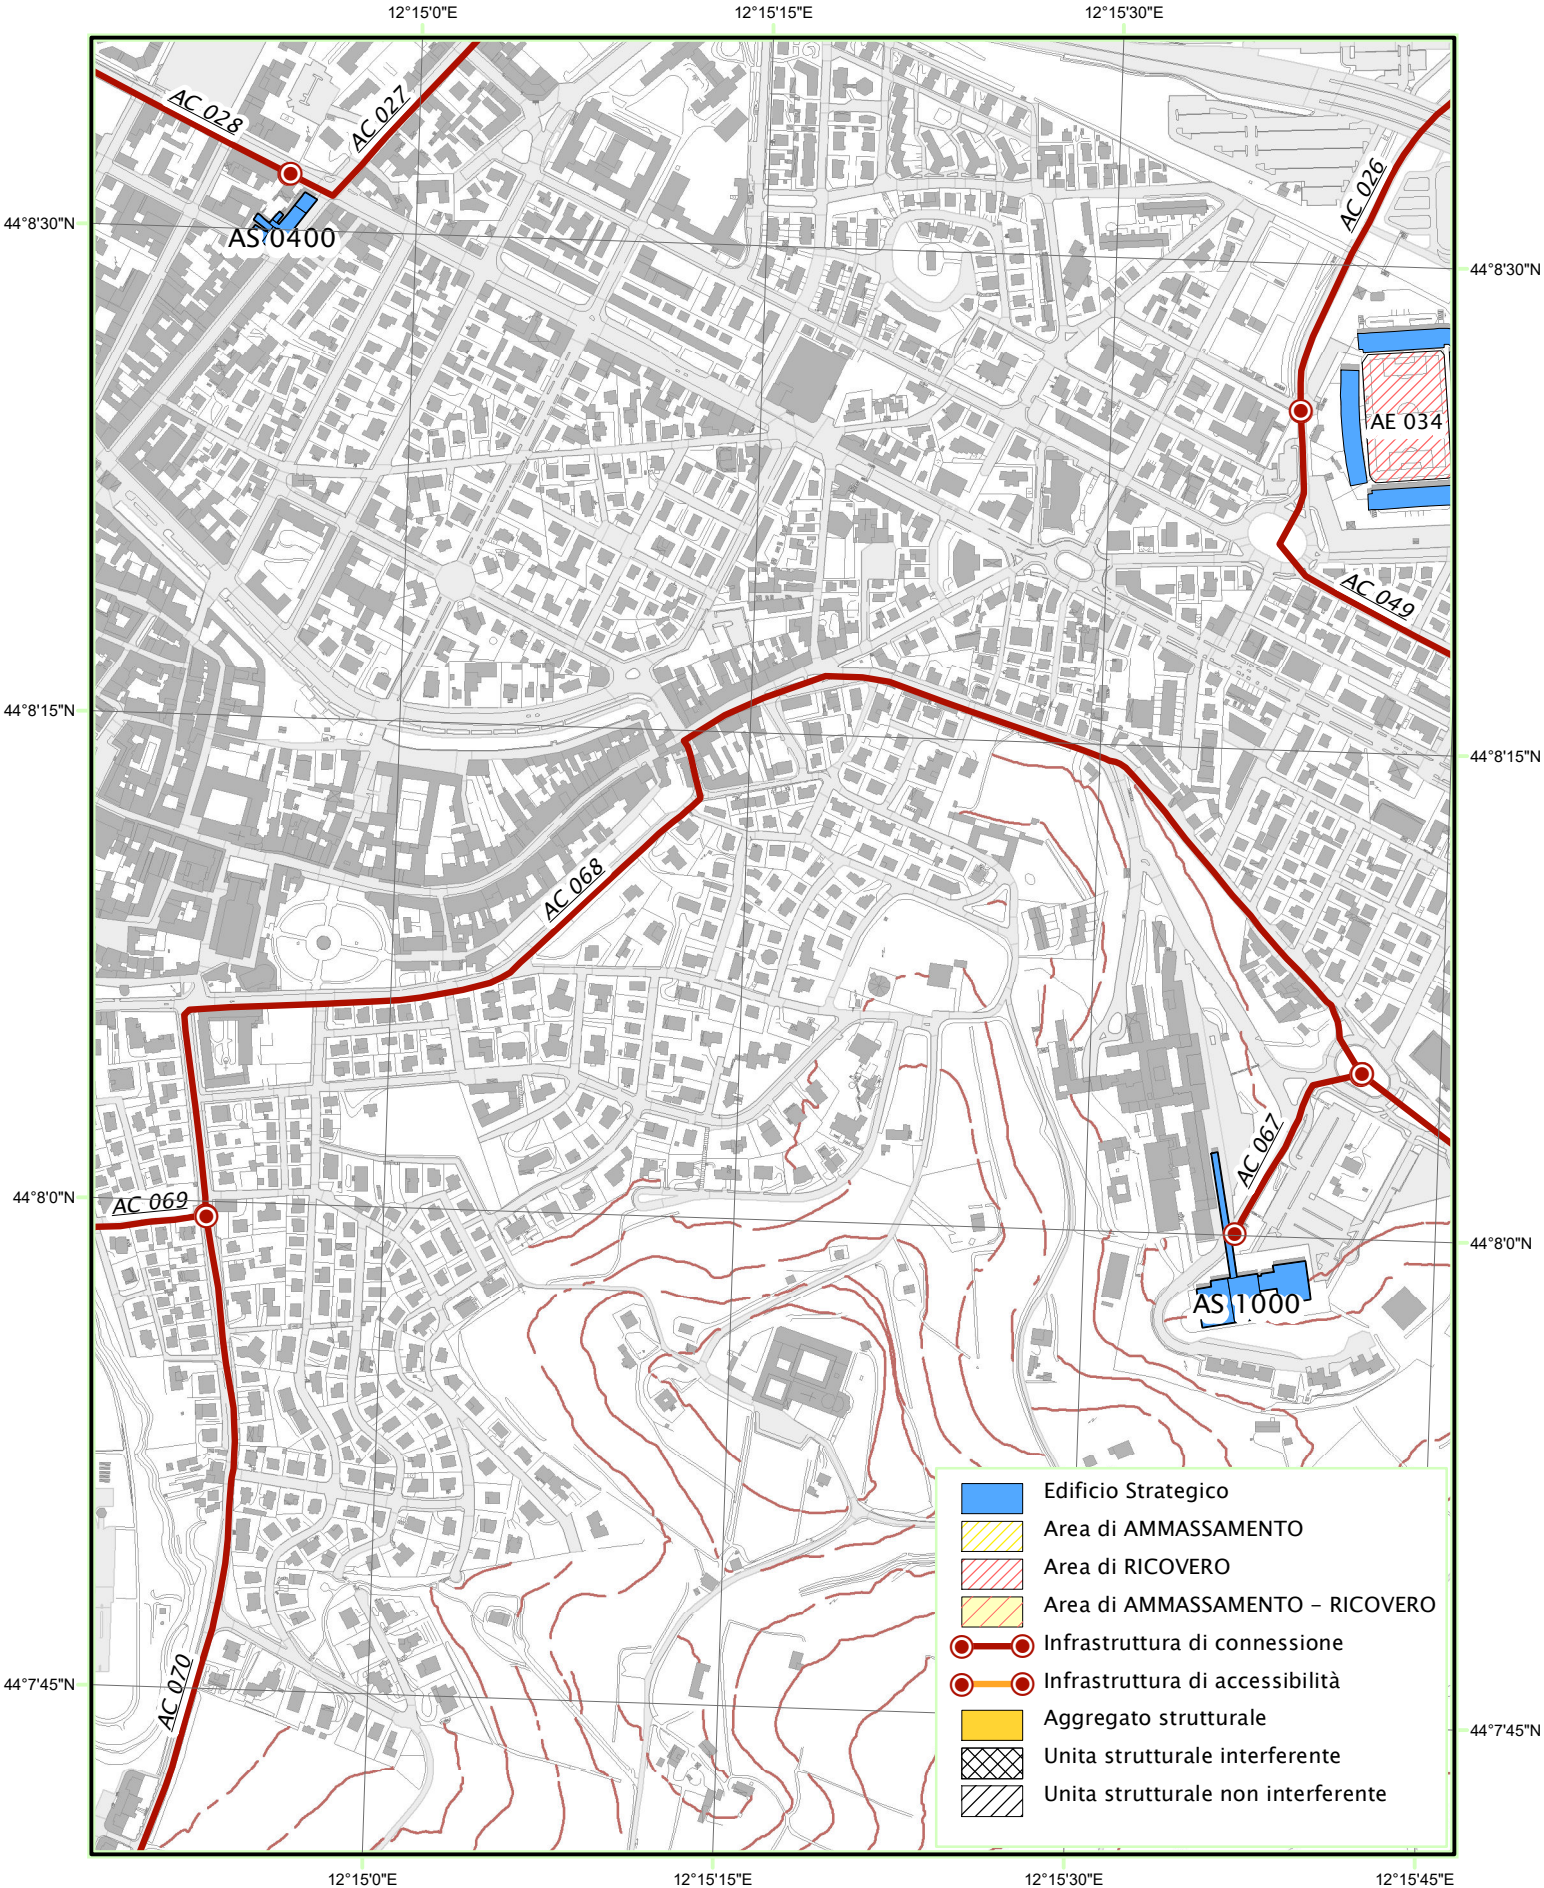 12°15'0"E
12°15'15"E
12°15'30"E
AC 028
AC 027
AC 026
44°8'30"N
AS 0400
44°8'30"N
AE 034
AC 049
44°8'15"N
44°8'15"N
AC 068
AC 067
44°8'0"N
AC 069
44°8'0"N
AS 1000
Edificio Strategico
Area di AMMASSAMENTO
Area di RICOVERO
Area di AMMASSAMENTO - RICOVERO
Infrastruttura di connessione
Infrastruttura di accessibilità
Aggregato strutturale
Unita strutturale interferente
Unita strutturale non interferente
44°7'45"N
AC 070
44°7'45"N
12°15'0"E
12°15'15"E
12°15'30"E
12°15'45"E